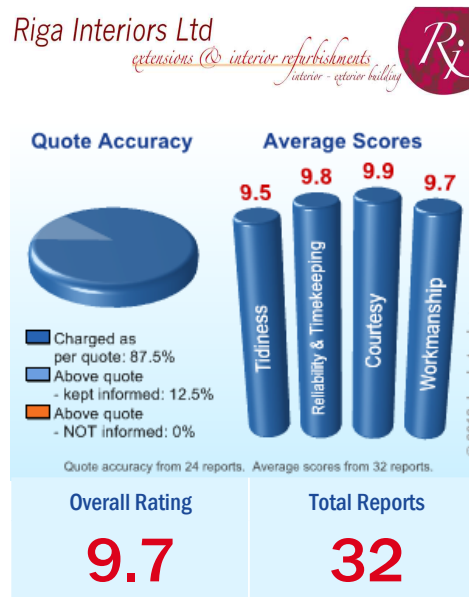 Riga Interiors Ltd
extensions & interior refurbishments
interior - exterior building
Quote Accuracy
Average Scores
9.5
9.8
9.9
9.7
Tidiness
Reliability & Timekeeping
Courtesy
Workmanship
Charged as
per quote: 87.5%
Above quote
- kept informed: 12.5%
Above quote
- NOT informed: 0%
Quote accuracy from 24 reports. Average scores from 32 reports.
Overall Rating
Total Reports
9.7
32